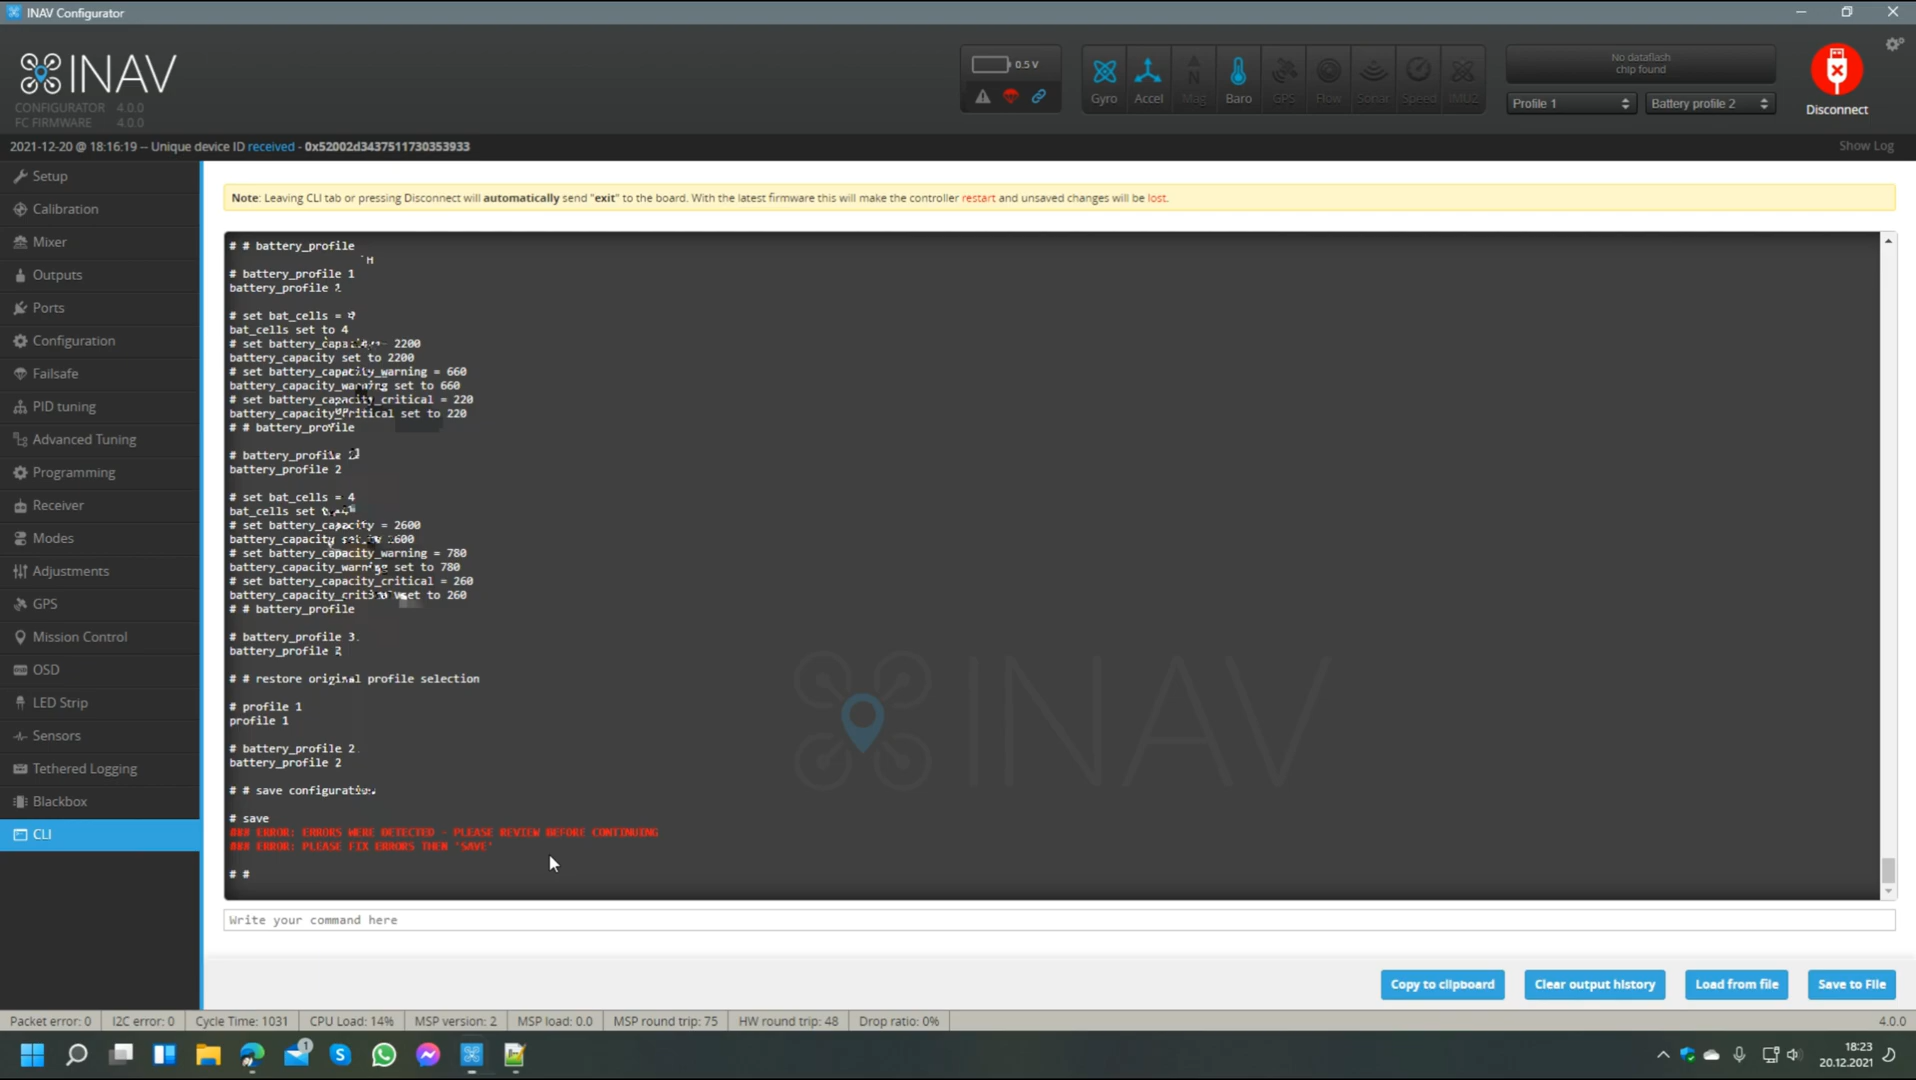 INAV Configurator
INAV
CONFIGURATOR 4.0.0
FC FIRMWARE 4.0.0
0.5 V
Gyro
Accel
Mag
Baro
GPS
Flow
Sonar
Speed
IMU2
No dataflash
chip found
Profile 1
Battery profile 2
Disconnect
2021-12-20 @ 18:16:19 -- Unique device ID received - 0x52002d3437511730353933
Show Log
Setup
Calibration
Mixer
Outputs
Ports
Configuration
Failsafe
PID tuning
Advanced Tuning
Programming
Receiver
Modes
Adjustments
GPS
Mission Control
OSD
LED Strip
Sensors
Tethered Logging
Blackbox
CLI
Note: Leaving CLI tab or pressing Disconnect will automatically send "exit" to the board. With the latest firmware this will make the controller restart and unsaved changes will be lost.
# # battery_profile
# battery_profile 1
battery_profile
# set bat_cells =
bat_cells set to 4
# set battery_capacity = 2200
battery_capacity set to 2200
# set battery_capacity_warning = 660
battery_capacity_warning set to 660
# set battery_capacity_critical = 220
battery_capacity_critical set to 220
# # battery_profile
# battery_profile
battery_profile 2
# set bat_cells = 4
bat_cells set
# set battery_capacity = 2600
battery_capacity
# set battery_capacity_warning = 780
battery_capacity_warning set to 780
# set battery_capacity_critical = 260
battery_capacity_critical set to 260
# # battery_profile
# battery_profile 3
battery_profile
# # restore original profile selection
# profile 1
profile 1
# battery_profile 2
battery_profile 2
# # save configuration
# save
### ERROR: ERRORS WERE DETECTED - PLEASE REVIEW BEFORE CONTINUING
### ERROR: PLEASE FIX ERRORS THEN 'SAVE'
# #
INAV
Write your command here
Copy to clipboard
Clear output history
Load from file
Save to File
Packet error: 0
I2C error: 0
Cycle Time: 1031
CPU Load: 14%
MSP version: 2
MSP load: 0.0
MSP round trip: 75
HW round trip: 48
Drop ratio: 0%
4.0.0
1
18:23
20.12.2021